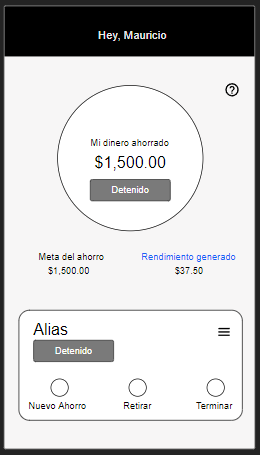 Hey, Mauricio
Mi dinero ahorrado
$1,500.00
Detenido
Meta del ahorro
$1,500.00
Rendimiento generado
$37.50
Alias
Detenido
Nuevo Ahorro
Retirar
Terminar